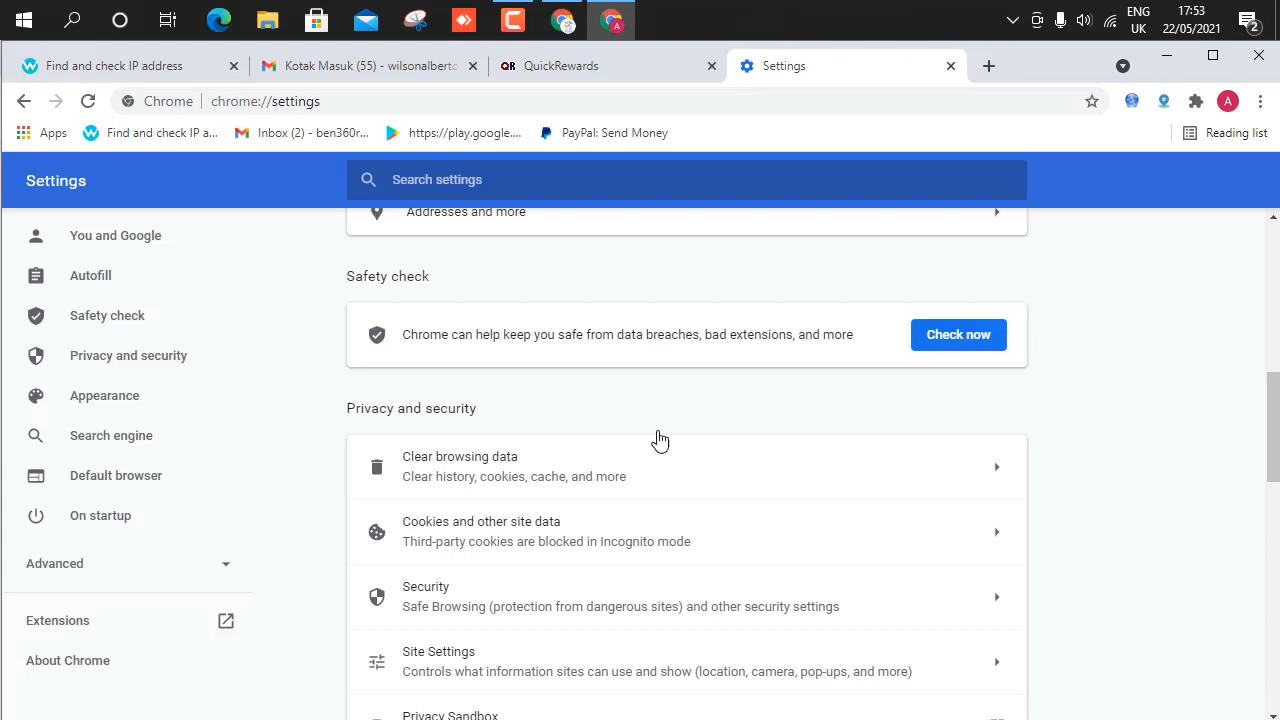 ENG
UK
17:53
22/05/2021
2
Find and check IP address
Kotak Masuk (55) - wilsonalberto
QR
QuickRewards
Settings
Chrome
chrome://settings
A
Apps
Find and check IP a...
Inbox (2) - ben360r...
https://play.google....
PayPal: Send Money
Reading list
Settings
Search settings
You and Google
Autofill
Safety check
Privacy and security
Appearance
Search engine
Default browser
On startup
Advanced
Extensions
About Chrome
Addresses and more
Safety check
Chrome can help keep you safe from data breaches, bad extensions, and more
Check now
Privacy and security
Clear browsing data
Clear history, cookies, cache, and more
Cookies and other site data
Third-party cookies are blocked in Incognito mode
Security
Safe Browsing (protection from dangerous sites) and other security settings
Site Settings
Controls what information sites can use and show (location, camera, pop-ups, and more)
Privacy Sandbox